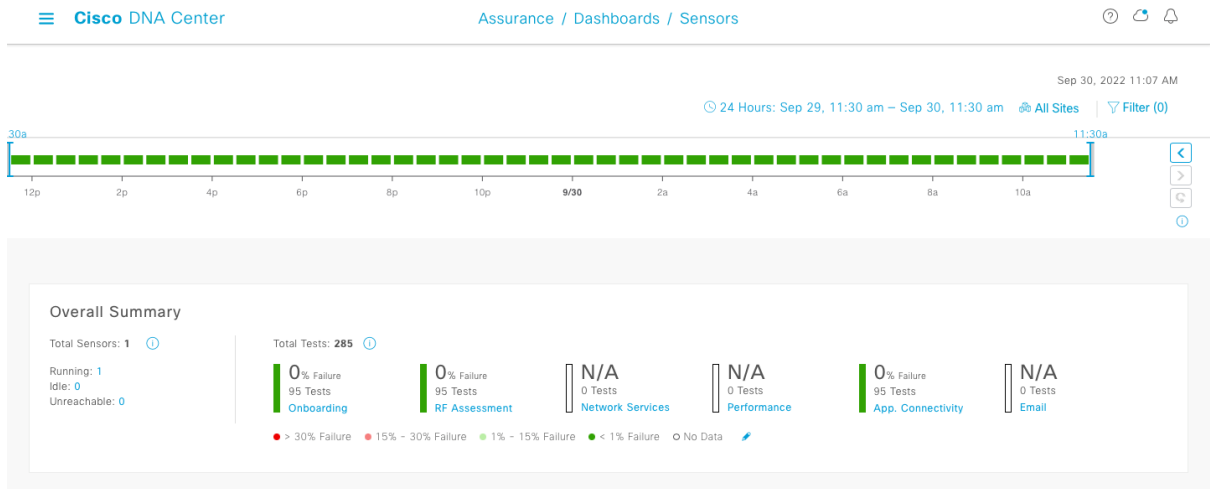 Cisco DNA Center
Assurance / Dashboards / Sensors
Sep 30, 2022 11:07 AM
24 Hours: Sep 29, 11:30 am – Sep 30, 11:30 am All Sites Filter (0)
30a 11:30a
12p 2p 4p 6p 8p 10p 9/30 2a 4a 6a 8a 10a
Overall Summary
Total Sensors: 1
Running: 1
Idle: 0
Unreachable: 0
Total Tests: 285
0% Failure
95 Tests
Onboarding
0% Failure
95 Tests
RF Assessment
N/A
0 Tests
Network Services
N/A
0 Tests
Performance
0% Failure
95 Tests
App. Connectivity
N/A
0 Tests
Email
> 30% Failure 15% - 30% Failure 1% - 15% Failure < 1% Failure No Data